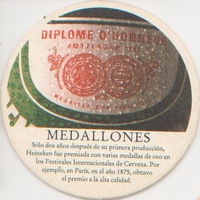 DIPLOME D'HONNEUR
AMSTERDAM
MEDALLONES
Sólo dos años después de su primera producción,
Heineken fue premiada con varias medallas de oro en
los Festivales Internacionales de Cerveza. Por
ejemplo, en París, en el año 1875, obtuvo
el premio a la alta calidad.